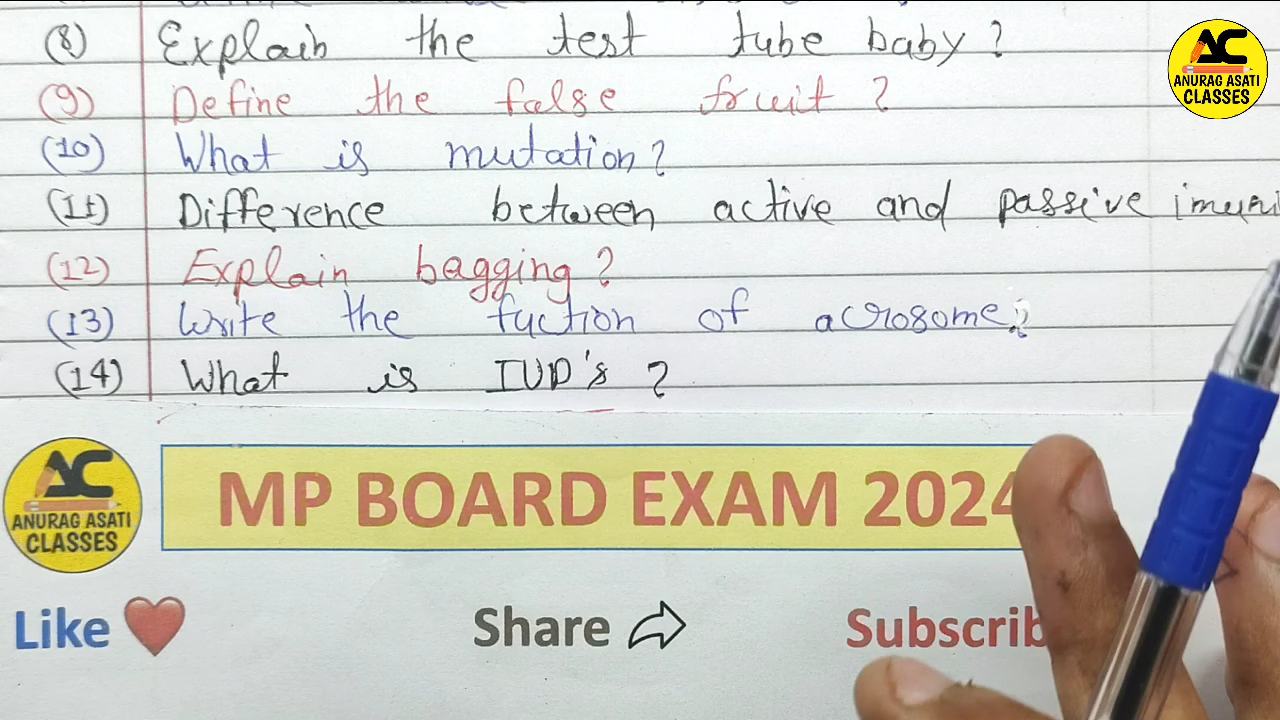 (8) Explain the test tube baby ?
AC
ANURAG ASATI
CLASSES
(9) Define the false fruit ?
(10) What is mutation?
(11) Difference between active and passive
(12) Explain bagging ?
(13) Write the fuction of acrosome?
(14) What is IUD's ?
AC
ANURAG ASATI
CLASSES
MP BOARD EXAM 2024
Like
Share
Subscrib